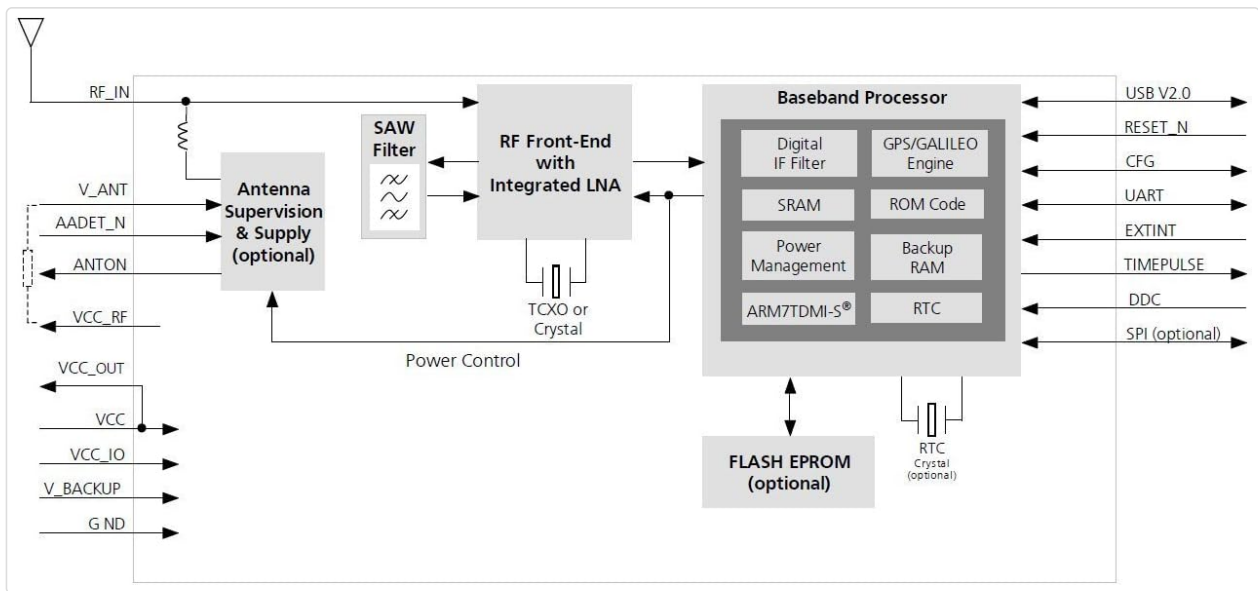 RF_IN
V_ANT
AADET_N
ANTON
VCC_RF
VCC_OUT
VCC
VCC_IO
V_BACKUP
G ND
Antenna
Supervision
& Supply
(optional)
SAW
Filter
RF Front-End
with
Integrated LNA
TCXO or
Crystal
Power Control
Baseband Processor
Digital
IF Filter
GPS/GALILEO
Engine
SRAM
ROM Code
Power
Management
Backup
RAM
ARM7TDMI-S®
RTC
FLASH EPROM
(optional)
RTC
Crystal
(optional)
USB V2.0
RESET_N
CFG
UART
EXTINT
TIMEPULSE
DDC
SPI (optional)